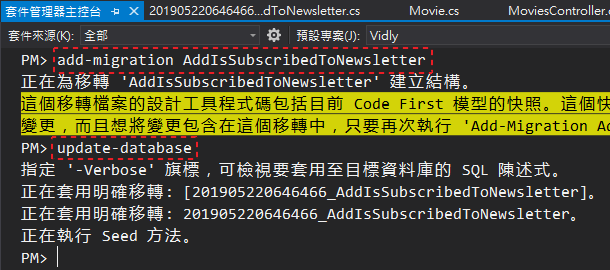 套件管理器主控台 201905220646466...dToNewsletter.cs Movie.cs MoviesController.
套件來源(K): 全部 預設專案(J): Vidly
PM> add-migration AddIsSubscribedToNewsletter
正在為移轉 'AddIsSubscribedToNewsletter' 建立結構。
這個移轉檔案的設計工具程式碼包括目前 Code First 模型的快照。這個快
變更，而且想將變更包含在這個移轉中，只要再次執行 'Add-Migration Ad
PM> update-database
指定 '-Verbose' 旗標，可檢視要套用至目標資料庫的 SQL 陳述式。
正在套用明確移轉: [201905220646466_AddIsSubscribedToNewsletter]。
正在套用明確移轉: 201905220646466_AddIsSubscribedToNewsletter。
正在執行 Seed 方法。
PM>